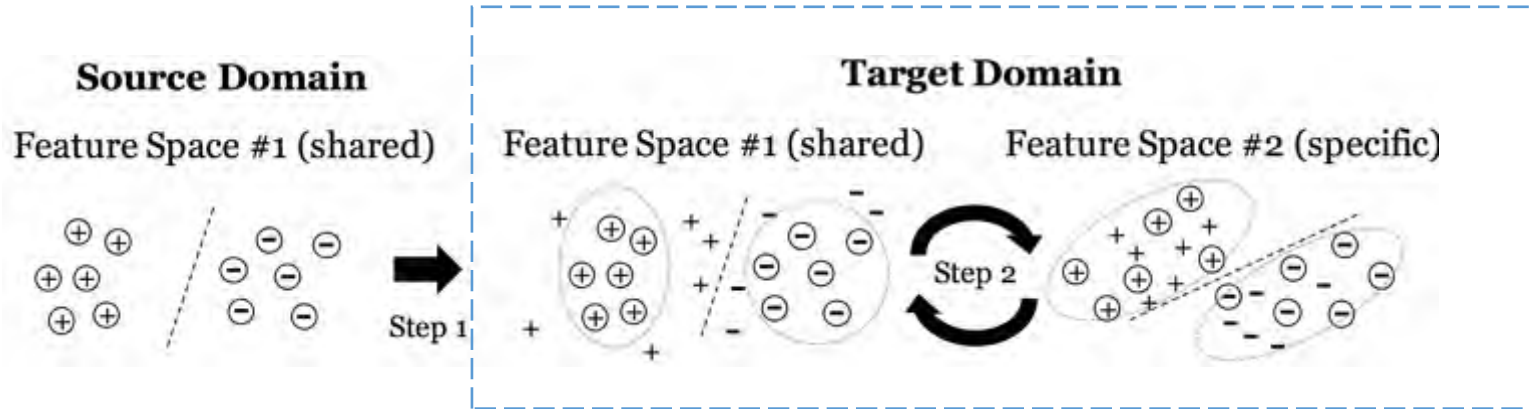 Source Domain
Target Domain
Feature Space #1 (shared)
Feature Space #1 (shared)
Feature Space #2 (specific)
Step 1
Step 2